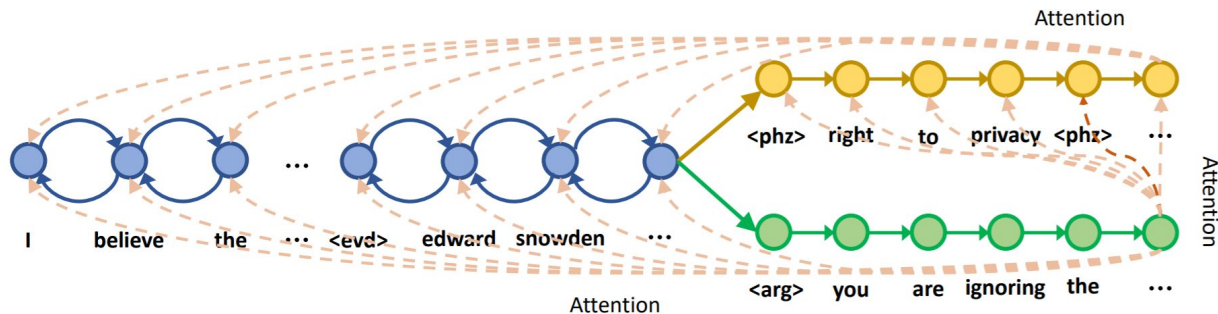 Attention
<phz> right to privacy <phz> ...
...
I believe the ... <evd> edward snowden ...
Attention
<arg> you are ignoring the ...
Attention